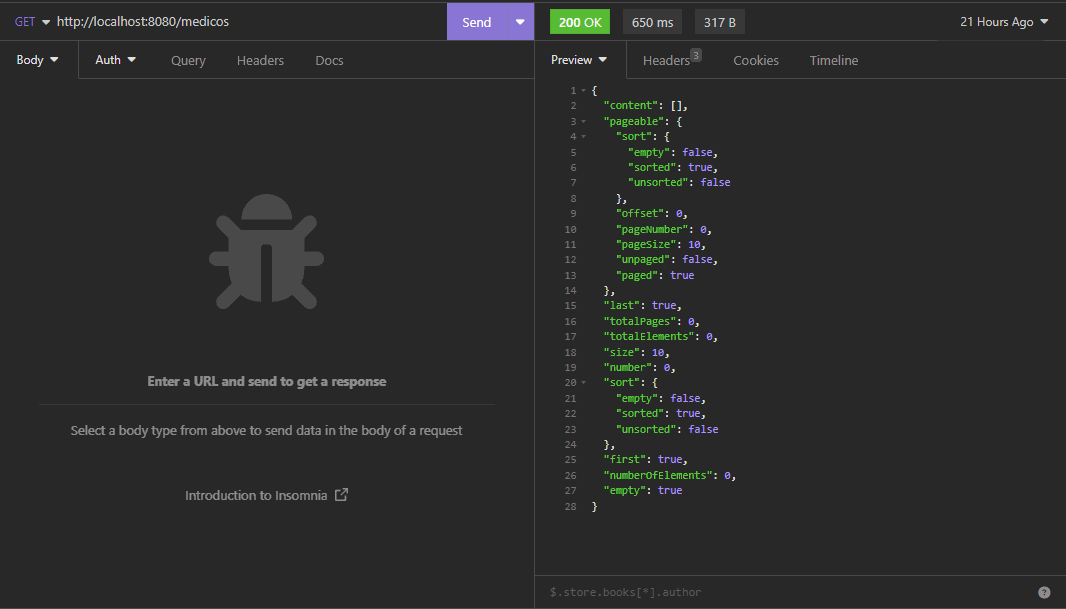 GET http://localhost:8080/medicos Send
200 OK 650 ms 317 B 21 Hours Ago
Body Auth Query Headers Docs
Preview Headers 3 Cookies Timeline
Enter a URL and send to get a response
Select a body type from above to send data in the body of a request
Introduction to Insomnia
1 {
2 "content": [],
3 "pageable": {
4 "sort": {
5 "empty": false,
6 "sorted": true,
7 "unsorted": false
8 },
9 "offset": 0,
10 "pageNumber": 0,
11 "pageSize": 10,
12 "unpaged": false,
13 "paged": true
14 },
15 "last": true,
16 "totalPages": 0,
17 "totalElements": 0,
18 "size": 10,
19 "number": 0,
20 "sort": {
21 "empty": false,
22 "sorted": true,
23 "unsorted": false
24 },
25 "first": true,
26 "numberOfElements": 0,
27 "empty": true
28 }
$.store.books[*].author ?